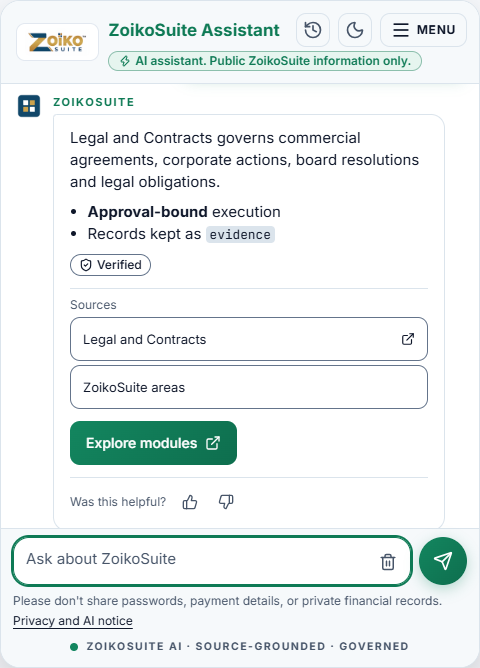 ZOIKO™
SUITE
ZoikoSuite Assistant
MENU
AI assistant. Public ZoikoSuite information only.
ZOIKOSUITE
Legal and Contracts governs commercial
agreements, corporate actions, board resolutions
and legal obligations.
• Approval-bound execution
• Records kept as evidence
Verified
Sources
Legal and Contracts
ZoikoSuite areas
Explore modules
Was this helpful?
Ask about ZoikoSuite
Please don't share passwords, payment details, or private financial records.
Privacy and AI notice
ZOIKOSUITE AI · SOURCE-GROUNDED · GOVERNED